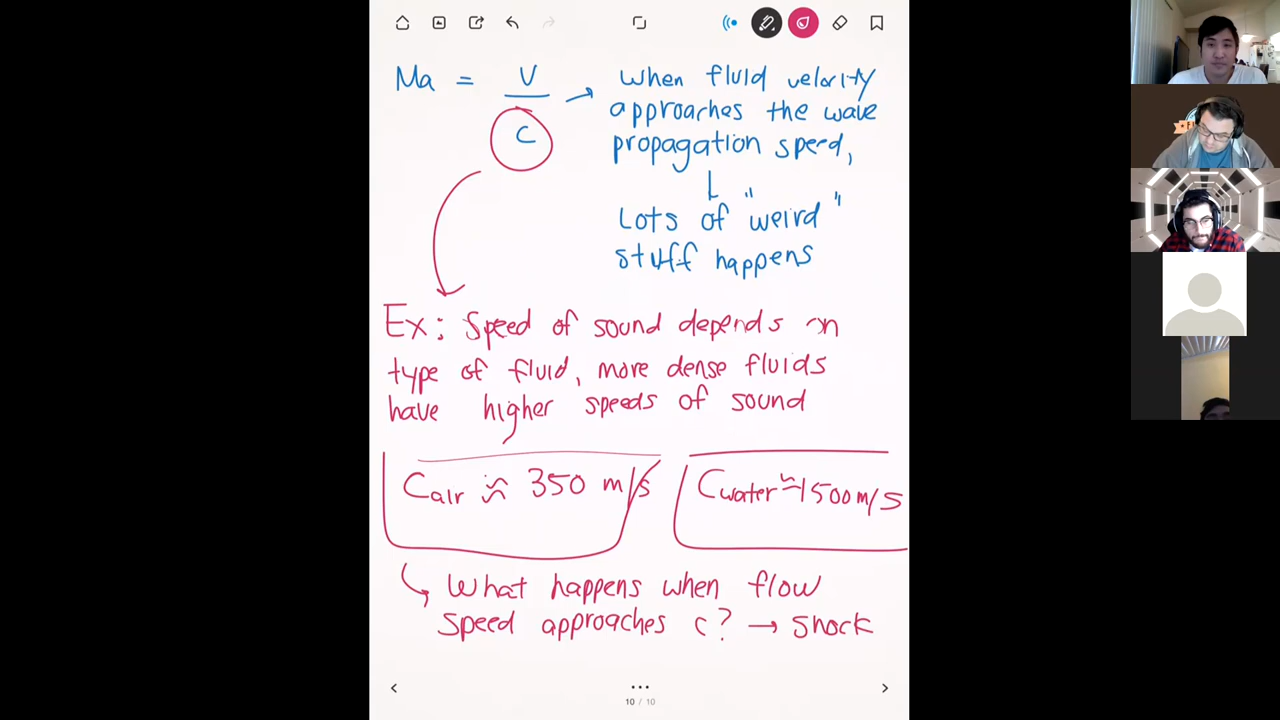 Ma = V / C → When fluid velocity
approaches the wave
propagation speed,
Lots of "weird"
stuff happens
Ex: Speed of sound depends on
type of fluid, more dense fluids
have higher speeds of sound
Cair ≈ 350 m/s
Cwater ≈ 1500 m/s
What happens when flow
speed approaches c? → shock
10 / 10